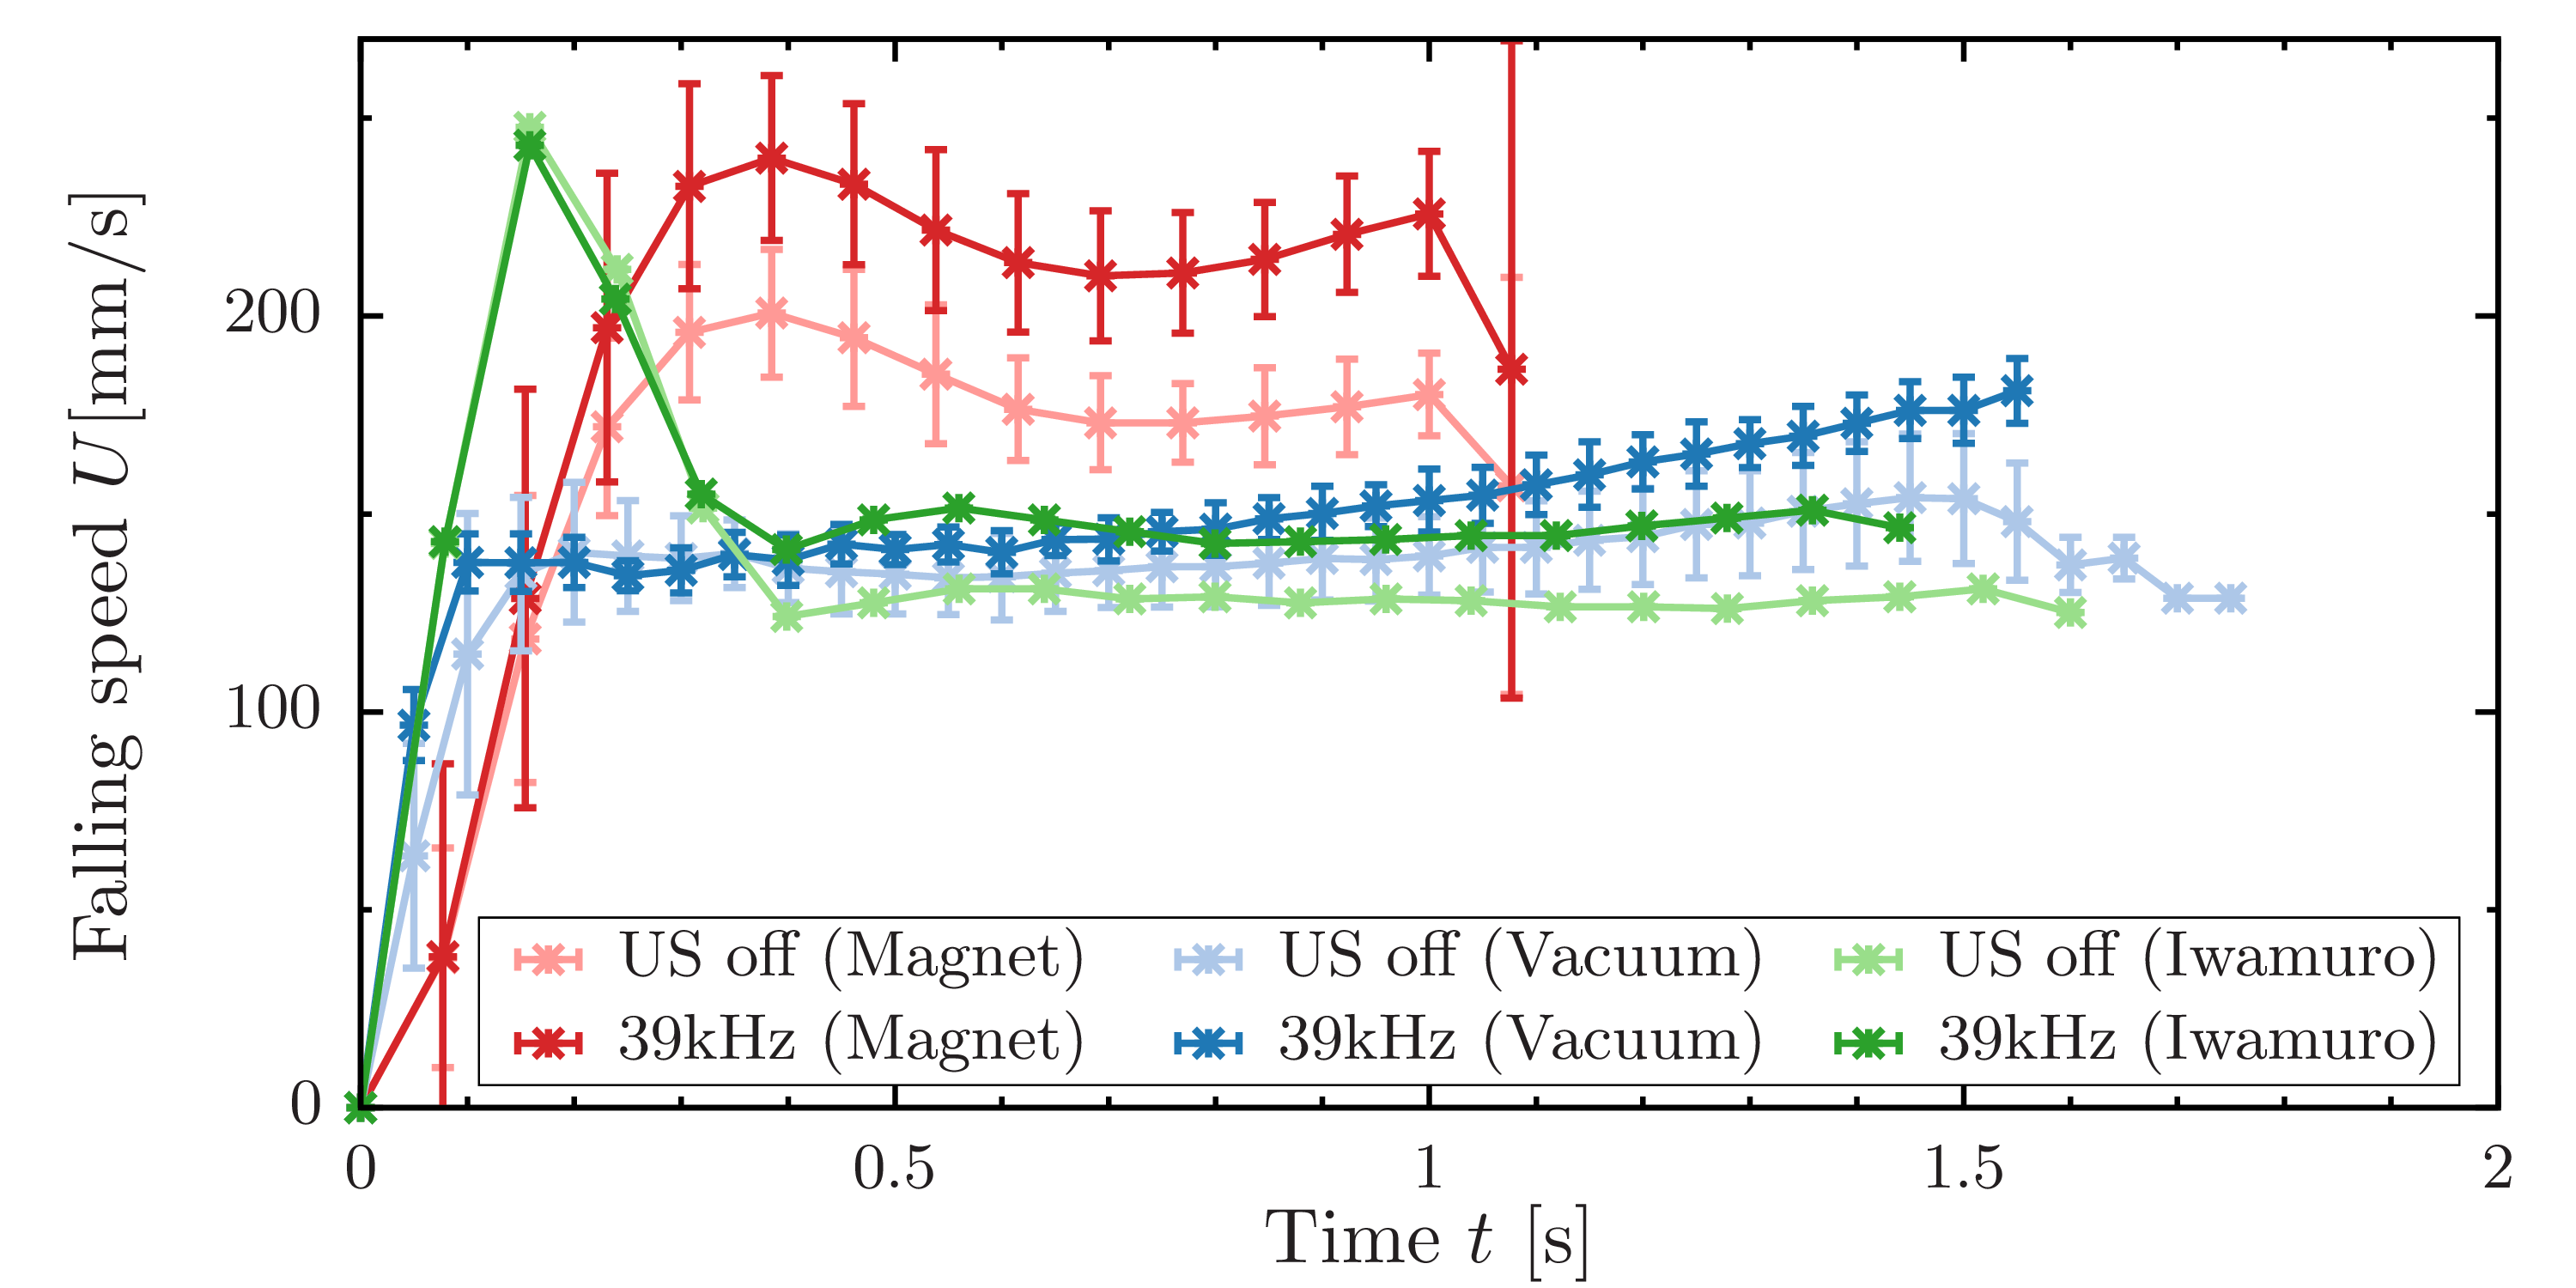 Falling speed U[mm/s]
200
100
0
US off (Magnet)
US off (Vacuum)
US off (Iwamuro)
39kHz (Magnet)
39kHz (Vacuum)
39kHz (Iwamuro)
0
0.5
1
1.5
2
Time t [s]